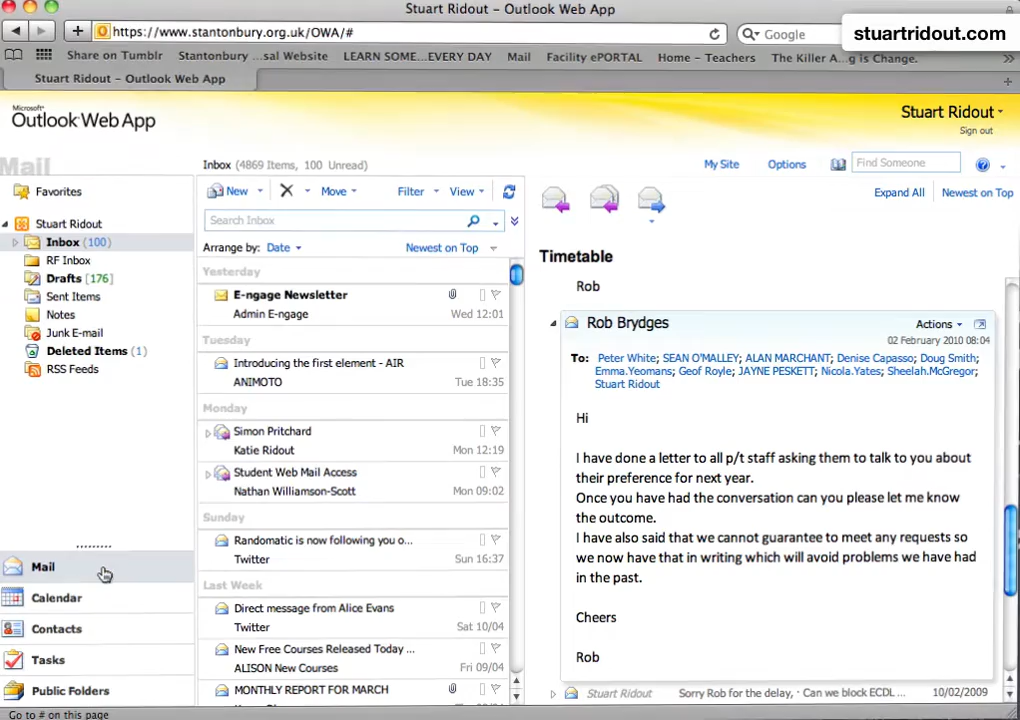 Stuart Ridout – Outlook Web App
https://www.stantonbury.org.uk/OWA/#
Google
stuartridout.com
Share on Tumblr
Stantonbury ...sal Website
LEARN SOME...EVERY DAY
Mail
Facility ePORTAL
Home – Teachers
The Killer A...g is Change.
Stuart Ridout – Outlook Web App
Microsoft®
Outlook Web App
Stuart Ridout
Sign out
Mail
Inbox (4869 Items, 100 Unread)
My Site
Options
Find Someone
Favorites
New
Move
Filter
View
Expand All
Newest on Top
Search Inbox
Stuart Ridout
Inbox (100)
RF Inbox
Drafts [176]
Sent Items
Notes
Junk E-mail
Deleted Items (1)
RSS Feeds
Arrange by: Date
Newest on Top
Yesterday
E-ngage Newsletter
Admin E-ngage
Wed 12:01
Tuesday
Introducing the first element - AIR
ANIMOTO
Tue 18:35
Monday
Simon Pritchard
Katie Ridout
Mon 12:19
Student Web Mail Access
Nathan Williamson-Scott
Mon 09:02
Sunday
Randomatic is now following you o...
Twitter
Sun 16:37
Last Week
Direct message from Alice Evans
Twitter
Sat 10/04
New Free Courses Released Today ...
ALISON New Courses
Fri 09/04
MONTHLY REPORT FOR MARCH
Timetable
Rob
Rob Brydges
Actions
02 February 2010 08:04
To: Peter White; SEAN O'MALLEY; ALAN MARCHANT; Denise Capasso; Doug Smith;
Emma.Yeomans; Geof Royle; JAYNE PESKETT; Nicola.Yates; Sheelah.McGregor;
Stuart Ridout
Hi
I have done a letter to all p/t staff asking them to talk to you about
their preference for next year.
Once you have had the conversation can you please let me know
the outcome.
I have also said that we cannot guarantee to meet any requests so
we now have that in writing which will avoid problems we have had
in the past.
Cheers
Rob
Stuart Ridout
Sorry Rob for the delay, · Can we block ECDL ...
10/02/2009
Mail
Calendar
Contacts
Tasks
Public Folders
Go to # on this page